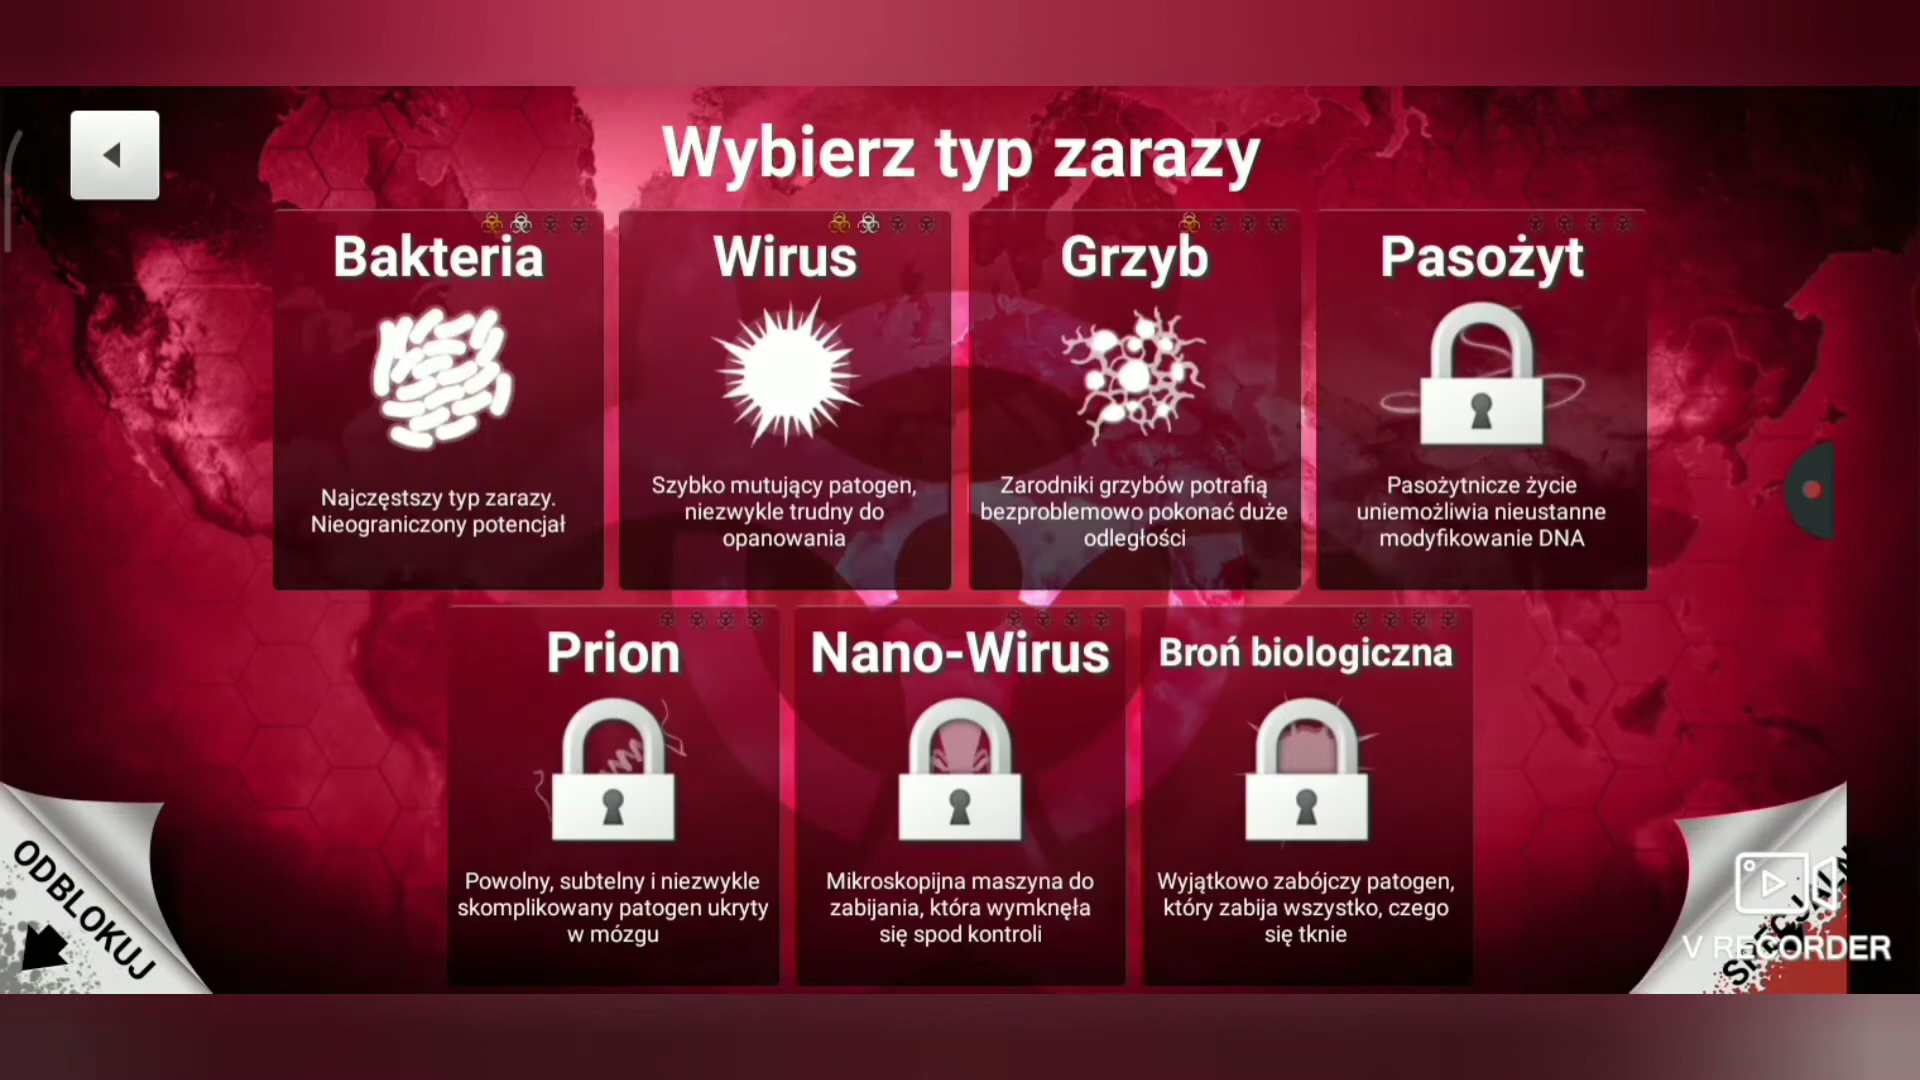 Wybierz typ zarazy
Bakteria
Najczęstszy typ zarazy.
Nieograniczony potencjał
Wirus
Szybko mutujący patogen,
niezwykle trudny do
opanowania
Grzyb
Zarodniki grzybów potrafią
bezproblemowo pokonać duże
odległości
Pasożyt
Pasożytnicze życie
uniemożliwia nieustanne
modyfikowanie DNA
Prion
Powolny, subtelny i niezwykle
skomplikowany patogen ukryty
w mózgu
Nano-Wirus
Mikroskopijna maszyna do
zabijania, która wymknęła
się spod kontroli
Broń biologiczna
Wyjątkowo zabójczy patogen,
który zabija wszystko, czego
się tknie
ODBLOKUJ
V RECORDER